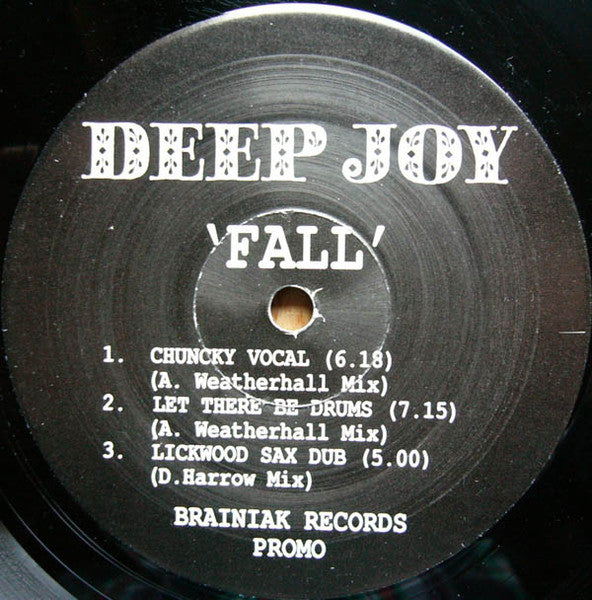 DEEP JOY
'FALL'
1. CHUNCKY VOCAL (6.18)
(A. Weatherhall Mix)
2. LET THERE BE DRUMS (7.15)
(A. Weatherhall Mix)
3. LICKWOOD SAX DUB (5.00)
(D.Harrow Mix)
BRAINIAK RECORDS
PROMO